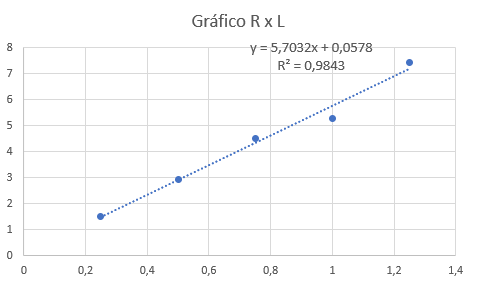 Gráfico R x L
y = 5,7032x + 0,0578
R² = 0,9843
8
7
6
5
4
3
2
1
0
0 0,2 0,4 0,6 0,8 1 1,2 1,4